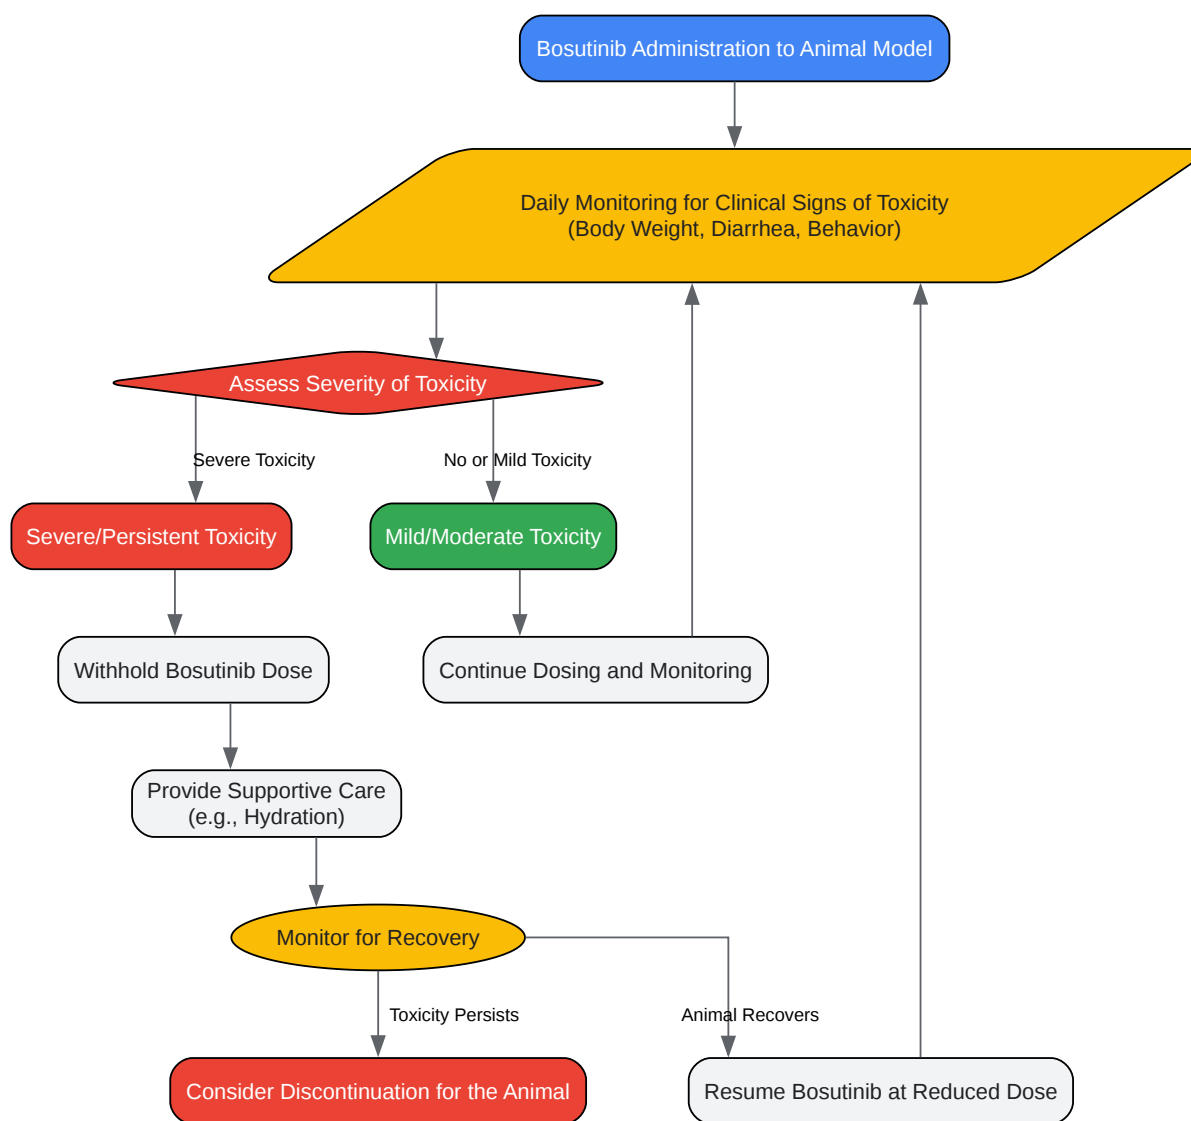 Bosutinib Administration to Animal Model
Daily Monitoring for Clinical Signs of Toxicity
(Body Weight, Diarrhea, Behavior)
Assess Severity of Toxicity
Severe Toxicity
No or Mild Toxicity
Severe/Persistent Toxicity
Mild/Moderate Toxicity
Withhold Bosutinib Dose
Continue Dosing and Monitoring
Provide Supportive Care
(e.g., Hydration)
Monitor for Recovery
Toxicity Persists
Animal Recovers
Consider Discontinuation for the Animal
Resume Bosutinib at Reduced Dose